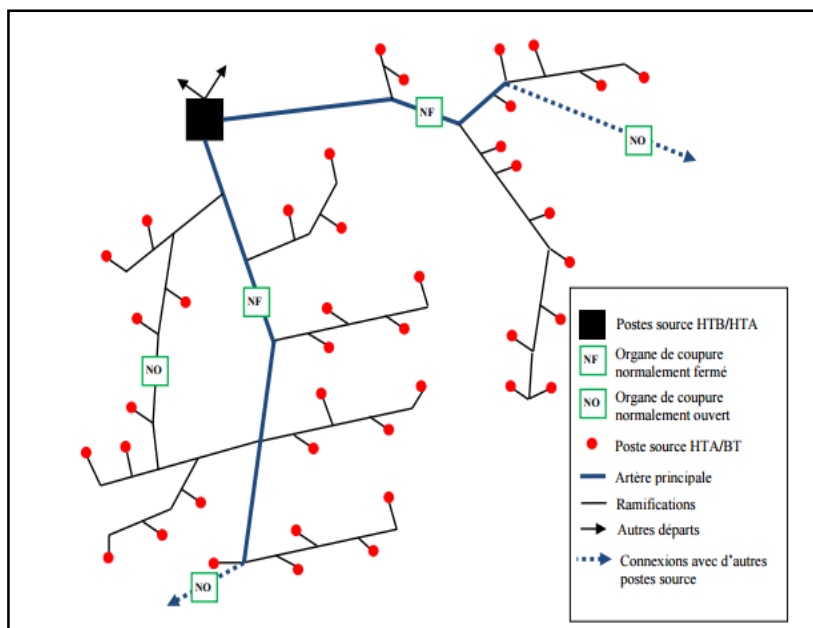 NF
NO
NF
NO
NO
Postes source HTB/HTA
NF
Organe de coupure
normalement fermé
NO
Organe de coupure
normalement ouvert
Poste source HTA/BT
Artère principale
Ramifications
Autres départs
Connexions avec d'autres
postes source